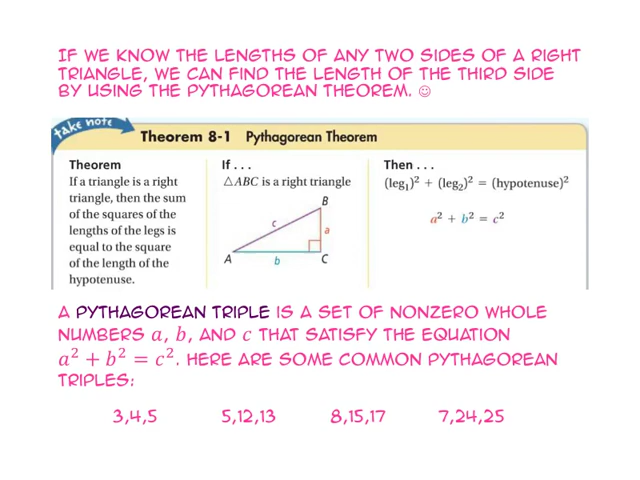 IF WE KNOW THE LENGTHS OF ANY TWO SIDES OF A RIGHT
TRIANGLE, WE CAN FIND THE LENGTH OF THE THIRD SIDE
BY USING THE PYTHAGOREAN THEOREM. ☺
take note
Theorem 8-1 Pythagorean Theorem
Theorem
If a triangle is a right
triangle, then the sum
of the squares of the
lengths of the legs is
equal to the square
of the length of the
hypotenuse.
If . . .
△ABC is a right triangle
B
c
a
A
b
C
Then . . .
(leg₁)² + (leg₂)² = (hypotenuse)²
a² + b² = c²
A PYTHAGOREAN TRIPLE IS A SET OF NONZERO WHOLE
NUMBERS a, b, AND c THAT SATISFY THE EQUATION
a² + b² = c². HERE ARE SOME COMMON PYTHAGOREAN
TRIPLES:
3,4,5 5,12,13 8,15,17 7,24,25